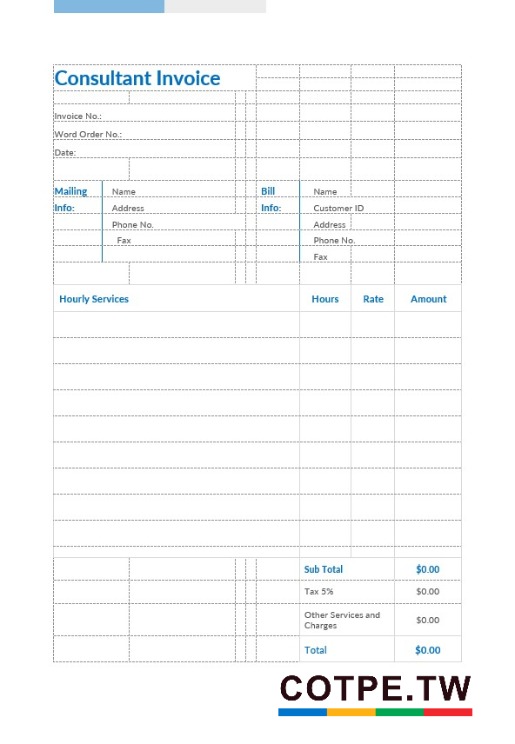 Consultant Invoice
Invoice No.:
Word Order No.:
Date:
Mailing Info:
Name
Address
Phone No.
Fax
Bill Info:
Name
Customer ID
Address
Phone No.
Fax
Hourly Services Hours Rate Amount
Sub Total $0.00
Tax 5% $0.00
Other Services and
Charges $0.00
Total $0.00
COTPE.TW